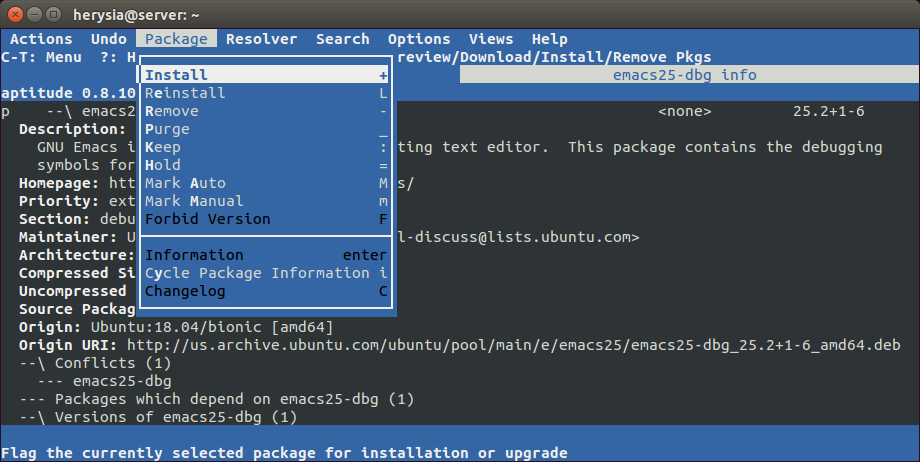 herysia@server: ~
Actions Undo Package Resolver Search Options Views Help
C-T: Menu ?: H review/Download/Install/Remove Pkgs
Install + emacs25-dbg info
aptitude 0.8.10 Reinstall L
p --\ emacs2 Remove - <none> 25.2+1-6
Description: Purge _
GNU Emacs i Keep : ting text editor. This package contains the debugging
symbols for Hold =
Homepage: htt Mark Auto M s/
Priority: ext Mark Manual m
Section: debu Forbid Version F
Maintainer: U l-discuss@lists.ubuntu.com>
Architecture: Information enter
Compressed Si Cycle Package Information i
Uncompressed Changelog C
Source Packag
Origin: Ubuntu:18.04/bionic [amd64]
Origin URI: http://us.archive.ubuntu.com/ubuntu/pool/main/e/emacs25/emacs25-dbg_25.2+1-6_amd64.deb
--\ Conflicts (1)
--- emacs25-dbg
--- Packages which depend on emacs25-dbg (1)
--\ Versions of emacs25-dbg (1)
Flag the currently selected package for installation or upgrade